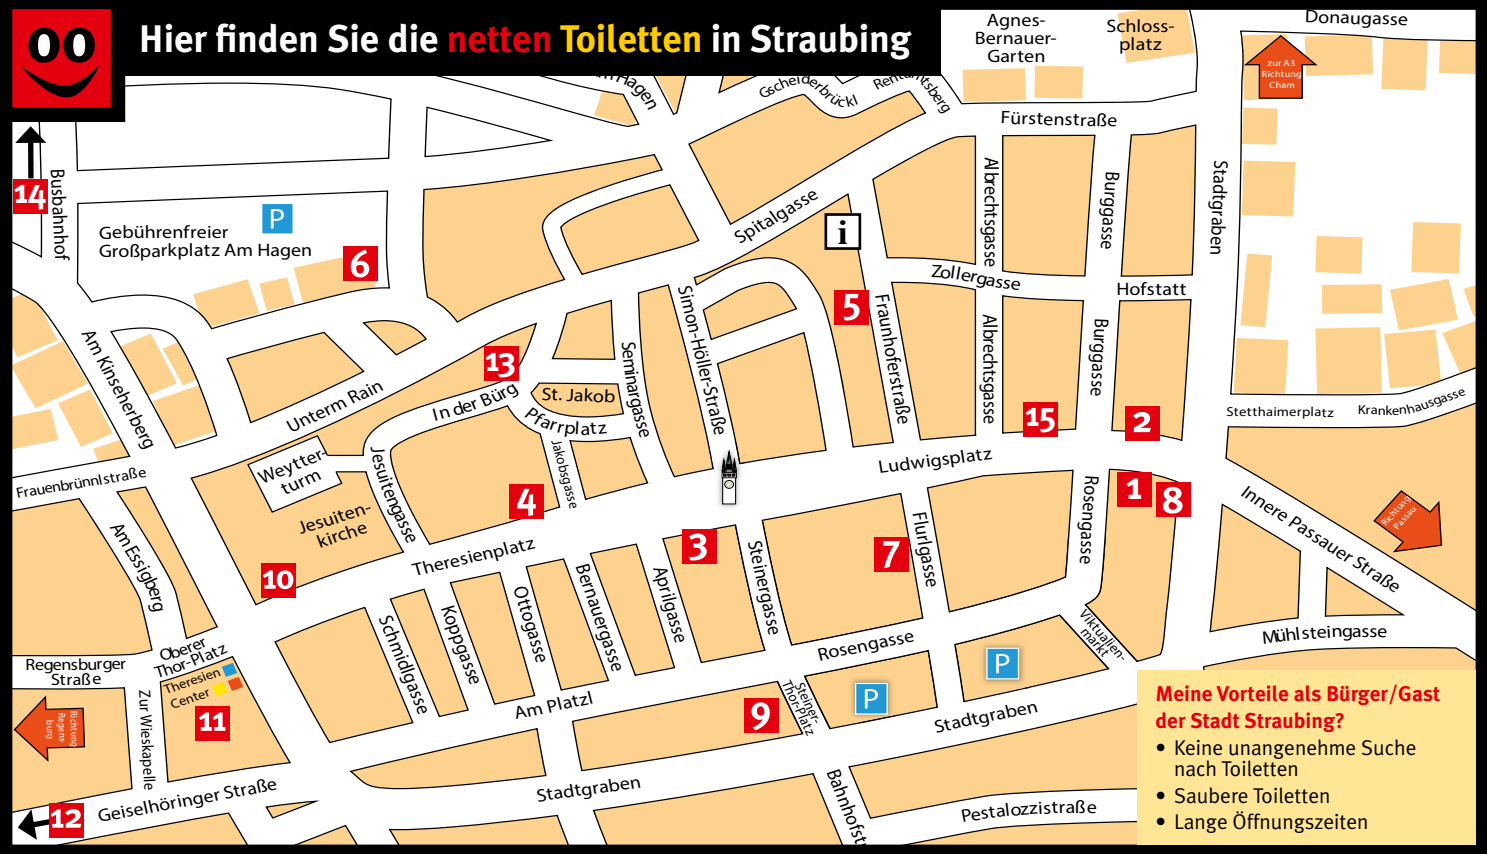 Hier finden Sie die netten Toiletten in Straubing
Agnes-
Bernauer-
Garten
Schloss-
platz
Donaugasse
zur A3
Richtung
Cham
Hagen
Gscheiderbrückl
Rentamtsberg
Fürstenstraße
14
Busbahnhof
P
Gebührenfreier
Großparkplatz Am Hagen
6
Spitalgasse
i
Albrechtsgasse
Burggasse
Stadtgraben
Zollergasse
Hofstatt
5
Fraunhoferstraße
Simon-Höller-Straße
Albrechtsgasse
Burggasse
Am Kinseherberg
Unterm Rain
13
In der Bürg
St. Jakob
Pfarrplatz
Seminargasse
Jakobsgasse
15
2
Stetthaimerplatz
Krankenhausgasse
Frauenbrünnlstraße
Weytter-
turm
Jesuitengasse
Jesuiten-
kirche
4
Ludwigsplatz
1
8
Rosengasse
Innere Passauer Straße
Richtung
Passau
Am Essigberg
10
Theresienplatz
3
Steinergasse
7
Flurlgasse
Schmidlgasse
Koppgasse
Ottogasse
Bernauergasse
Aprilgasse
Rosengasse
Viktualien-
markt
Mühlsteingasse
Regensburger
Straße
Oberer
Thor-Platz
Theresien
Center
11
Zur Wieskapelle
Richtung
Regens-
burg
Am Platzl
9
Steiner-
Thor-Platz
P
P
Stadtgraben
12
Geiselhöringer Straße
Stadtgraben
Bahnhofst
Pestalozzistraße
Meine Vorteile als Bürger/Gast
der Stadt Straubing?
• Keine unangenehme Suche
nach Toiletten
• Saubere Toiletten
• Lange Öffnungszeiten